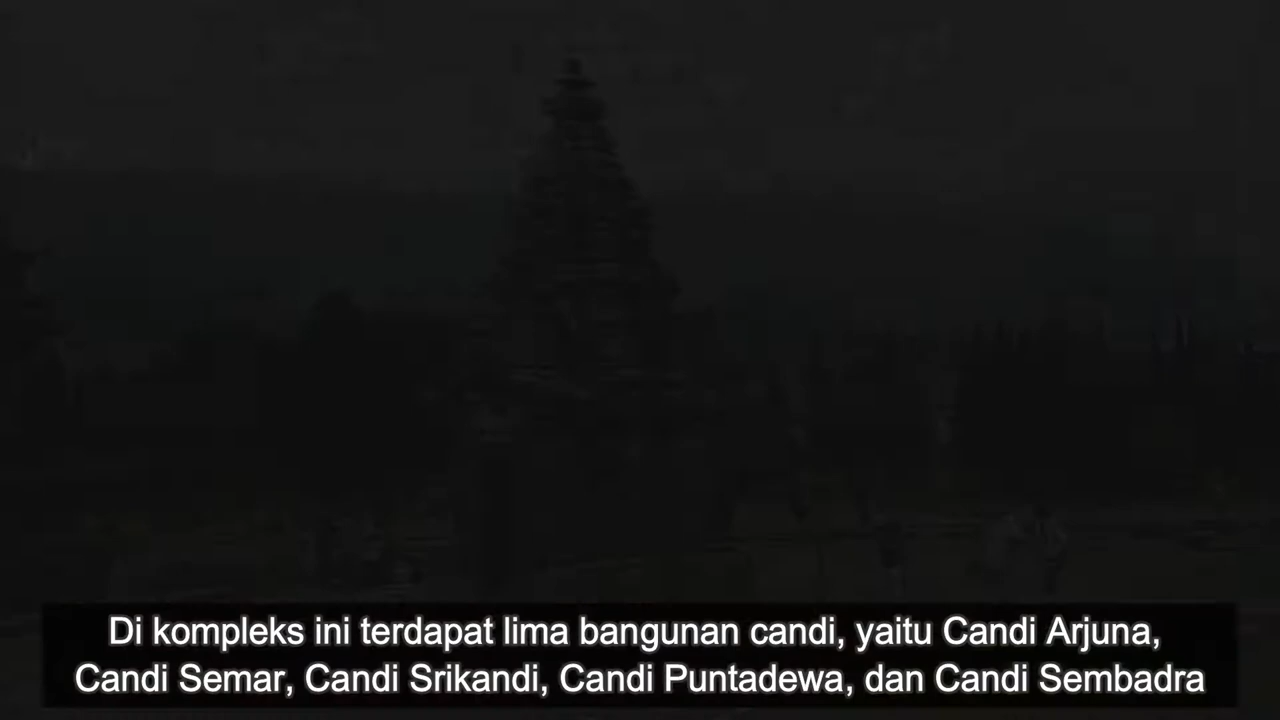 Di kompleks ini terdapat lima bangunan candi, yaitu Candi Arjuna,
Candi Semar, Candi Srikandi, Candi Puntadewa, dan Candi Sembadra